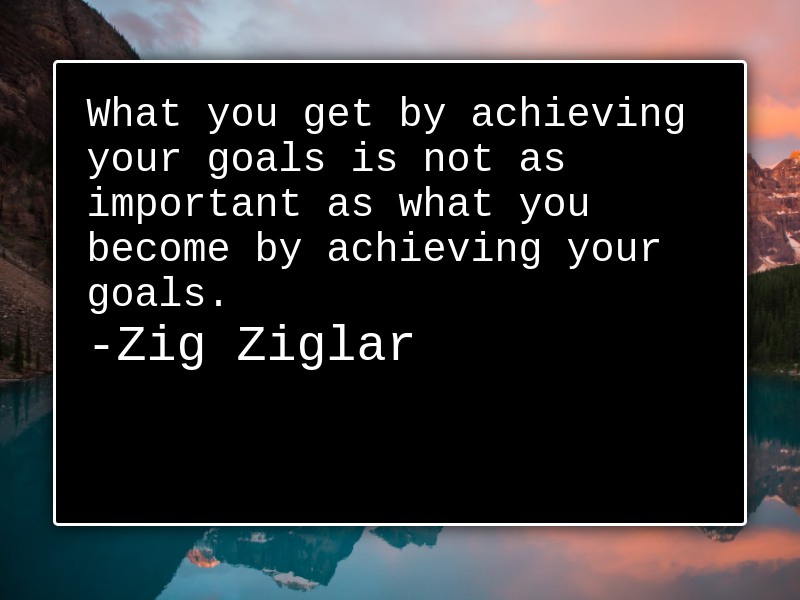 What you get by achieving
your goals is not as
important as what you
become by achieving your
goals.
-Zig Ziglar